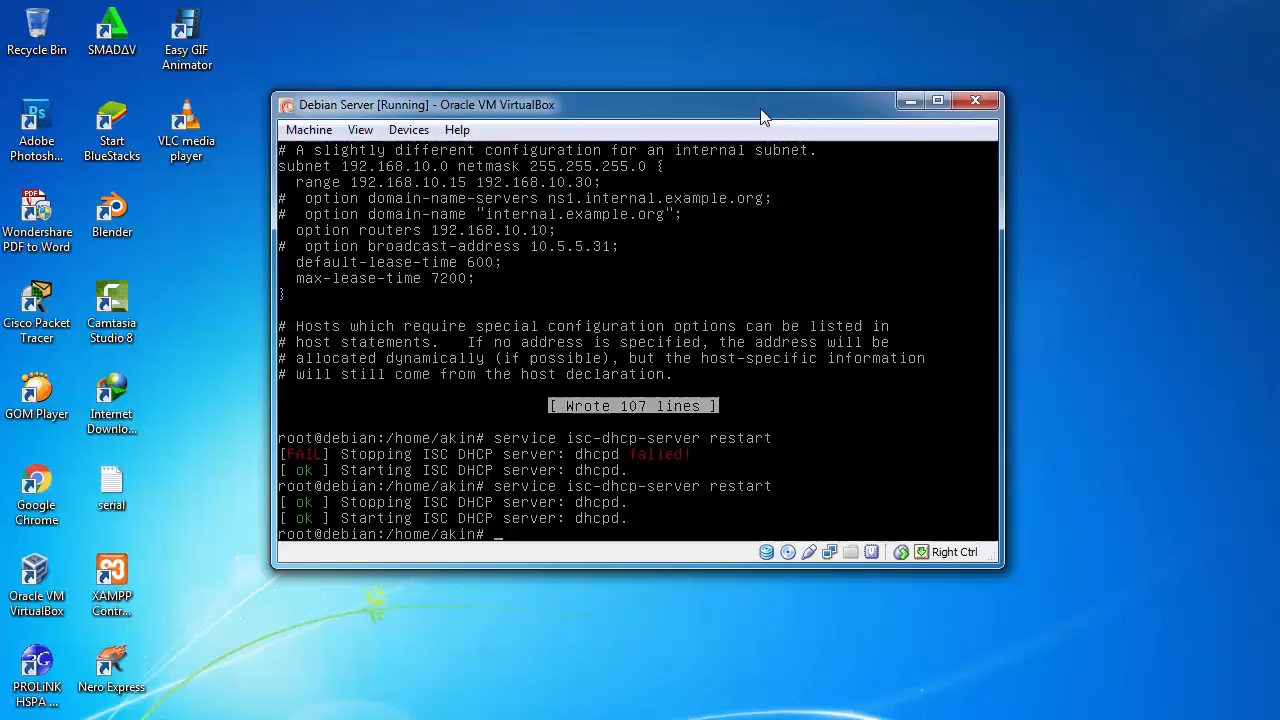 Recycle Bin
SMADΔV
Easy GIF
Animator
Adobe
Photosh...
Start
BlueStacks
VLC media
player
Wondershare
PDF to Word
Blender
Cisco Packet
Tracer
Camtasia
Studio 8
GOM Player
Internet
Downlo...
Google
Chrome
serial
Oracle VM
VirtualBox
XAMPP
Contr...
PROLiNK
HSPA ...
Nero Express
Debian Server [Running] - Oracle VM VirtualBox
Machine View Devices Help
# A slightly different configuration for an internal subnet.
subnet 192.168.10.0 netmask 255.255.255.0 {
  range 192.168.10.15 192.168.10.30;
#  option domain-name-servers ns1.internal.example.org;
#  option domain-name "internal.example.org";
  option routers 192.168.10.10;
#  option broadcast-address 10.5.5.31;
  default-lease-time 600;
  max-lease-time 7200;
}
# Hosts which require special configuration options can be listed in
# host statements.   If no address is specified, the address will be
# allocated dynamically (if possible), but the host-specific information
# will still come from the host declaration.
[ Wrote 107 lines ]
root@debian:/home/akin# service isc-dhcp-server restart
[FAIL] Stopping ISC DHCP server: dhcpd failed!
[ ok ] Starting ISC DHCP server: dhcpd.
root@debian:/home/akin# service isc-dhcp-server restart
[ ok ] Stopping ISC DHCP server: dhcpd.
[ ok ] Starting ISC DHCP server: dhcpd.
root@debian:/home/akin# _
Right Ctrl